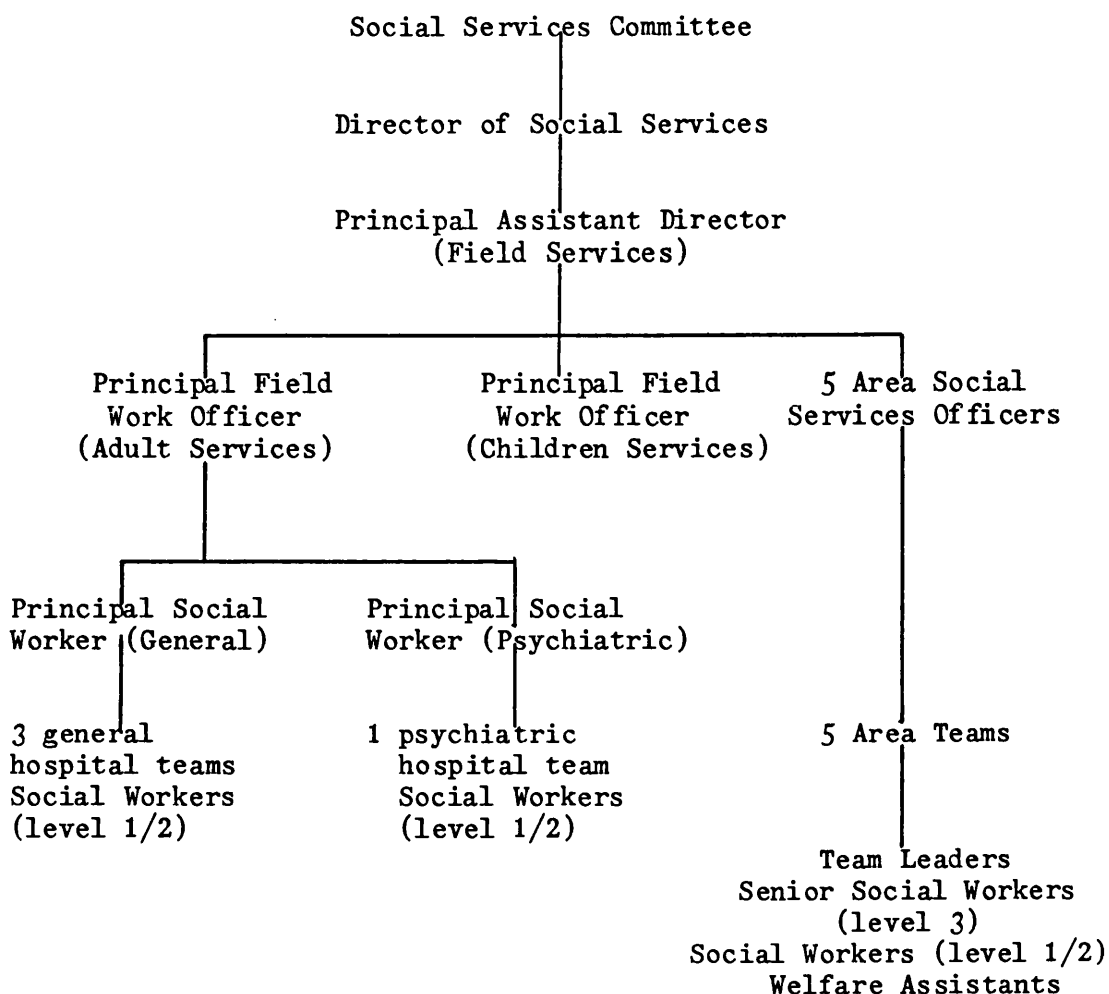 Social Services Committee
Director of Social Services
Principal Assistant Director
(Field Services)
Principal Field
Work Officer
(Adult Services)
Principal Field
Work Officer
(Children Services)
5 Area Social
Services Officers
Principal Social
Worker (General)
Principal Social
Worker (Psychiatric)
3 general
hospital teams
Social Workers
(level 1/2)
1 psychiatric
hospital team
Social Workers
(level 1/2)
5 Area Teams
Team Leaders
Senior Social Workers
(level 3)
Social Workers (level 1/2)
Welfare Assistants